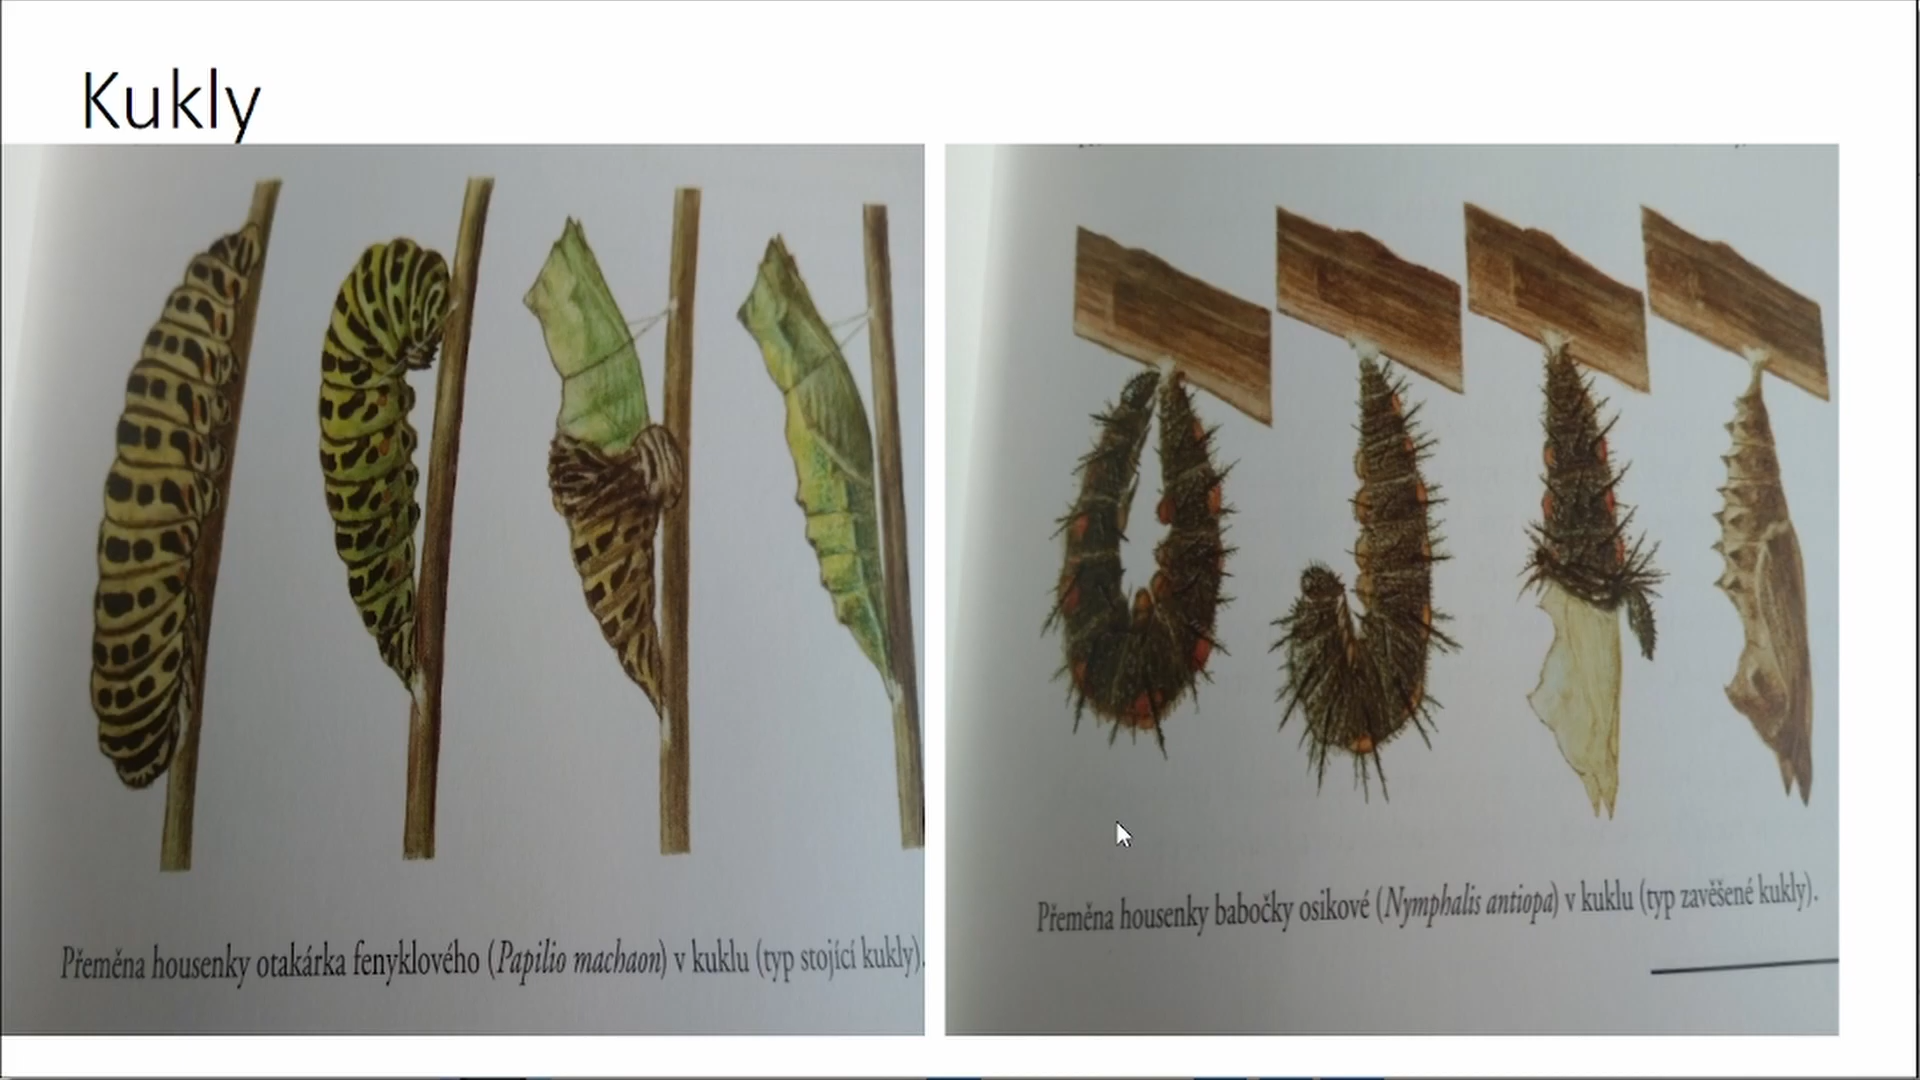 Kukly
Přeměna housenky otakárka fenyklového (Papilio machaon) v kuklu (typ stojící kukly).
Přeměna housenky babočky osikové (Nymphalis antiopa) v kuklu (typ zavěšené kukly).